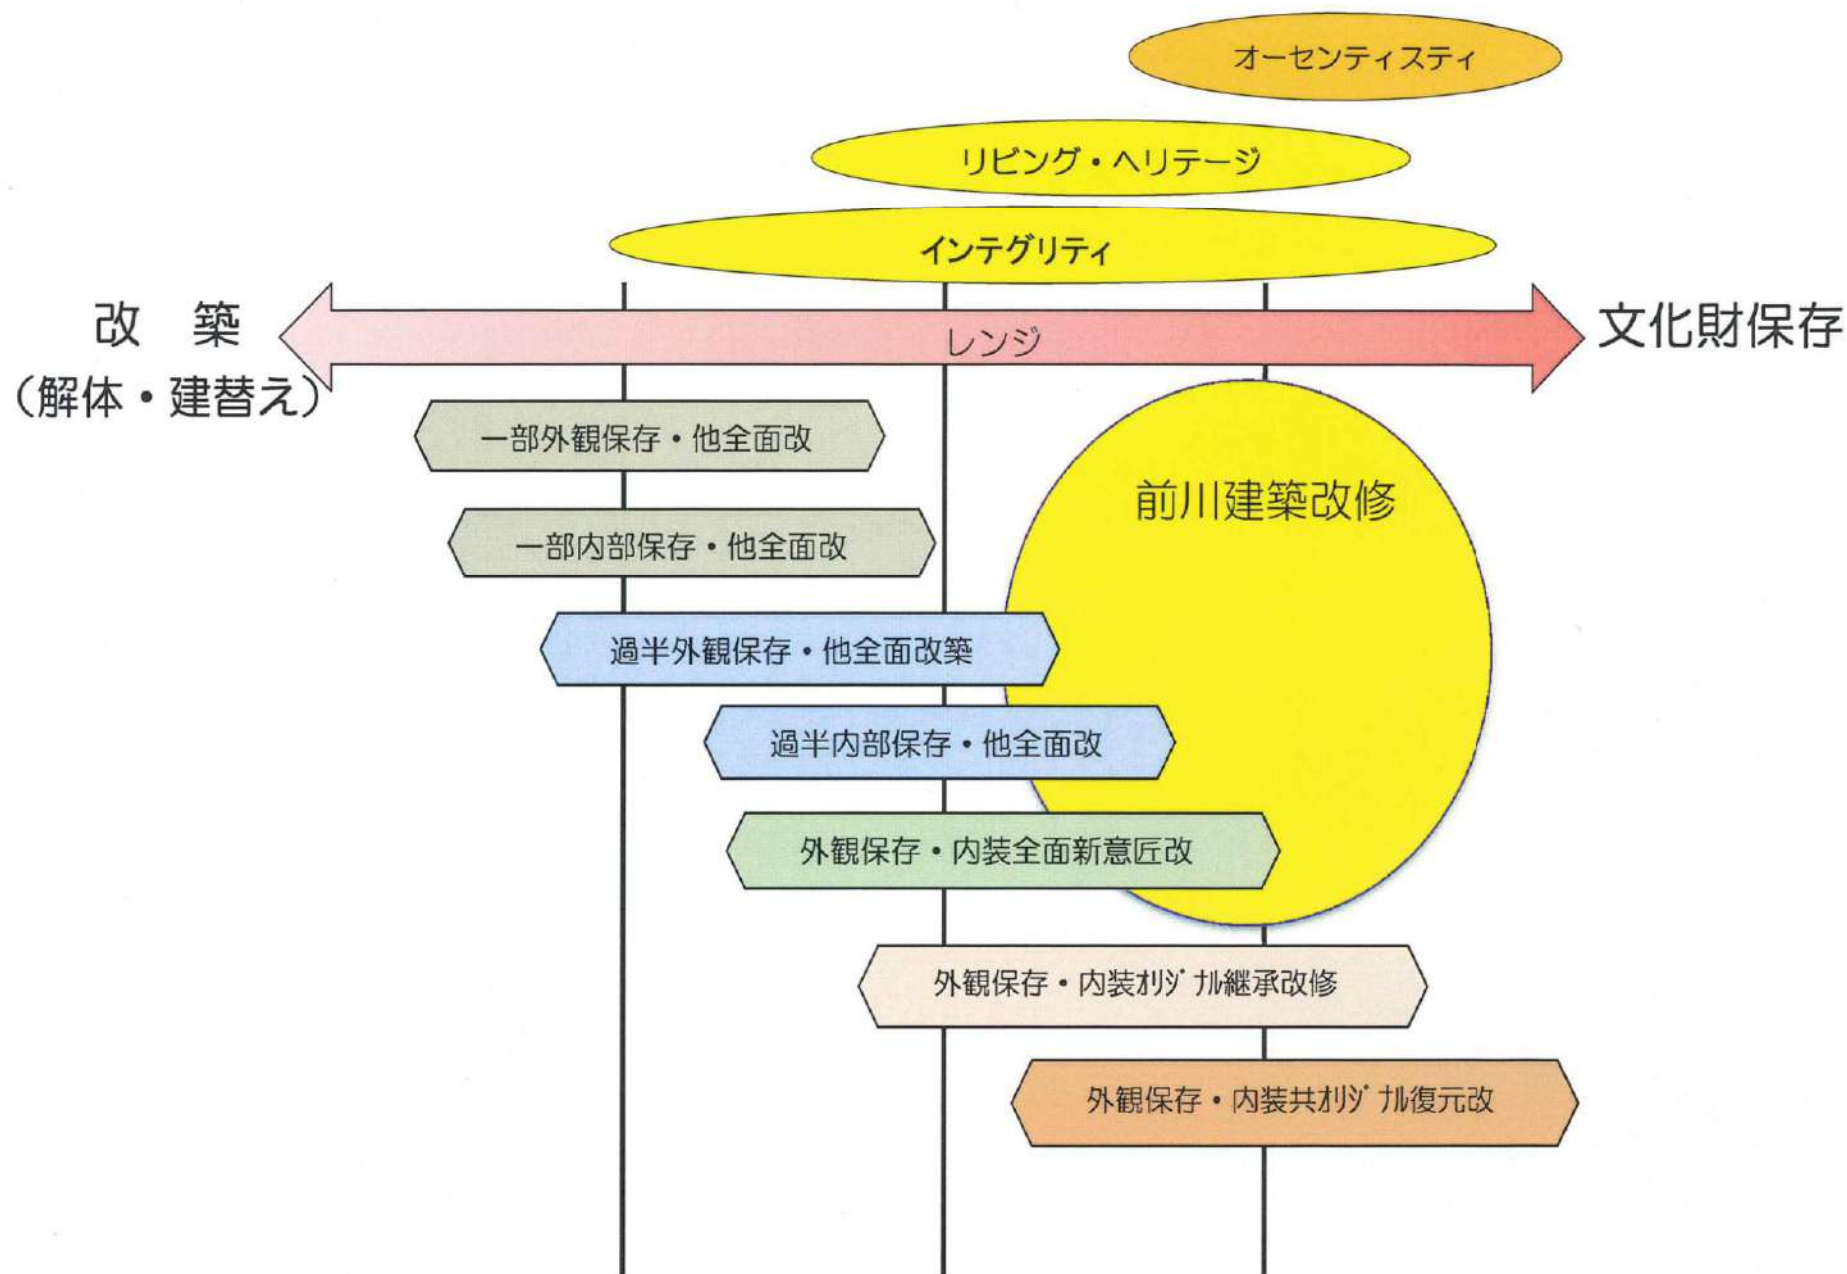 オーセンティスティ
リビング・ヘリテージ
インテグリティ
改　築
（解体・建替え）
レンジ
文化財保存
一部外観保存・他全面改
前川建築改修
一部内部保存・他全面改
過半外観保存・他全面改築
過半内部保存・他全面改
外観保存・内装全面新意匠改
外観保存・内装ｵﾘｼﾞﾅﾙ継承改修
外観保存・内装共ｵﾘｼﾞﾅﾙ復元改